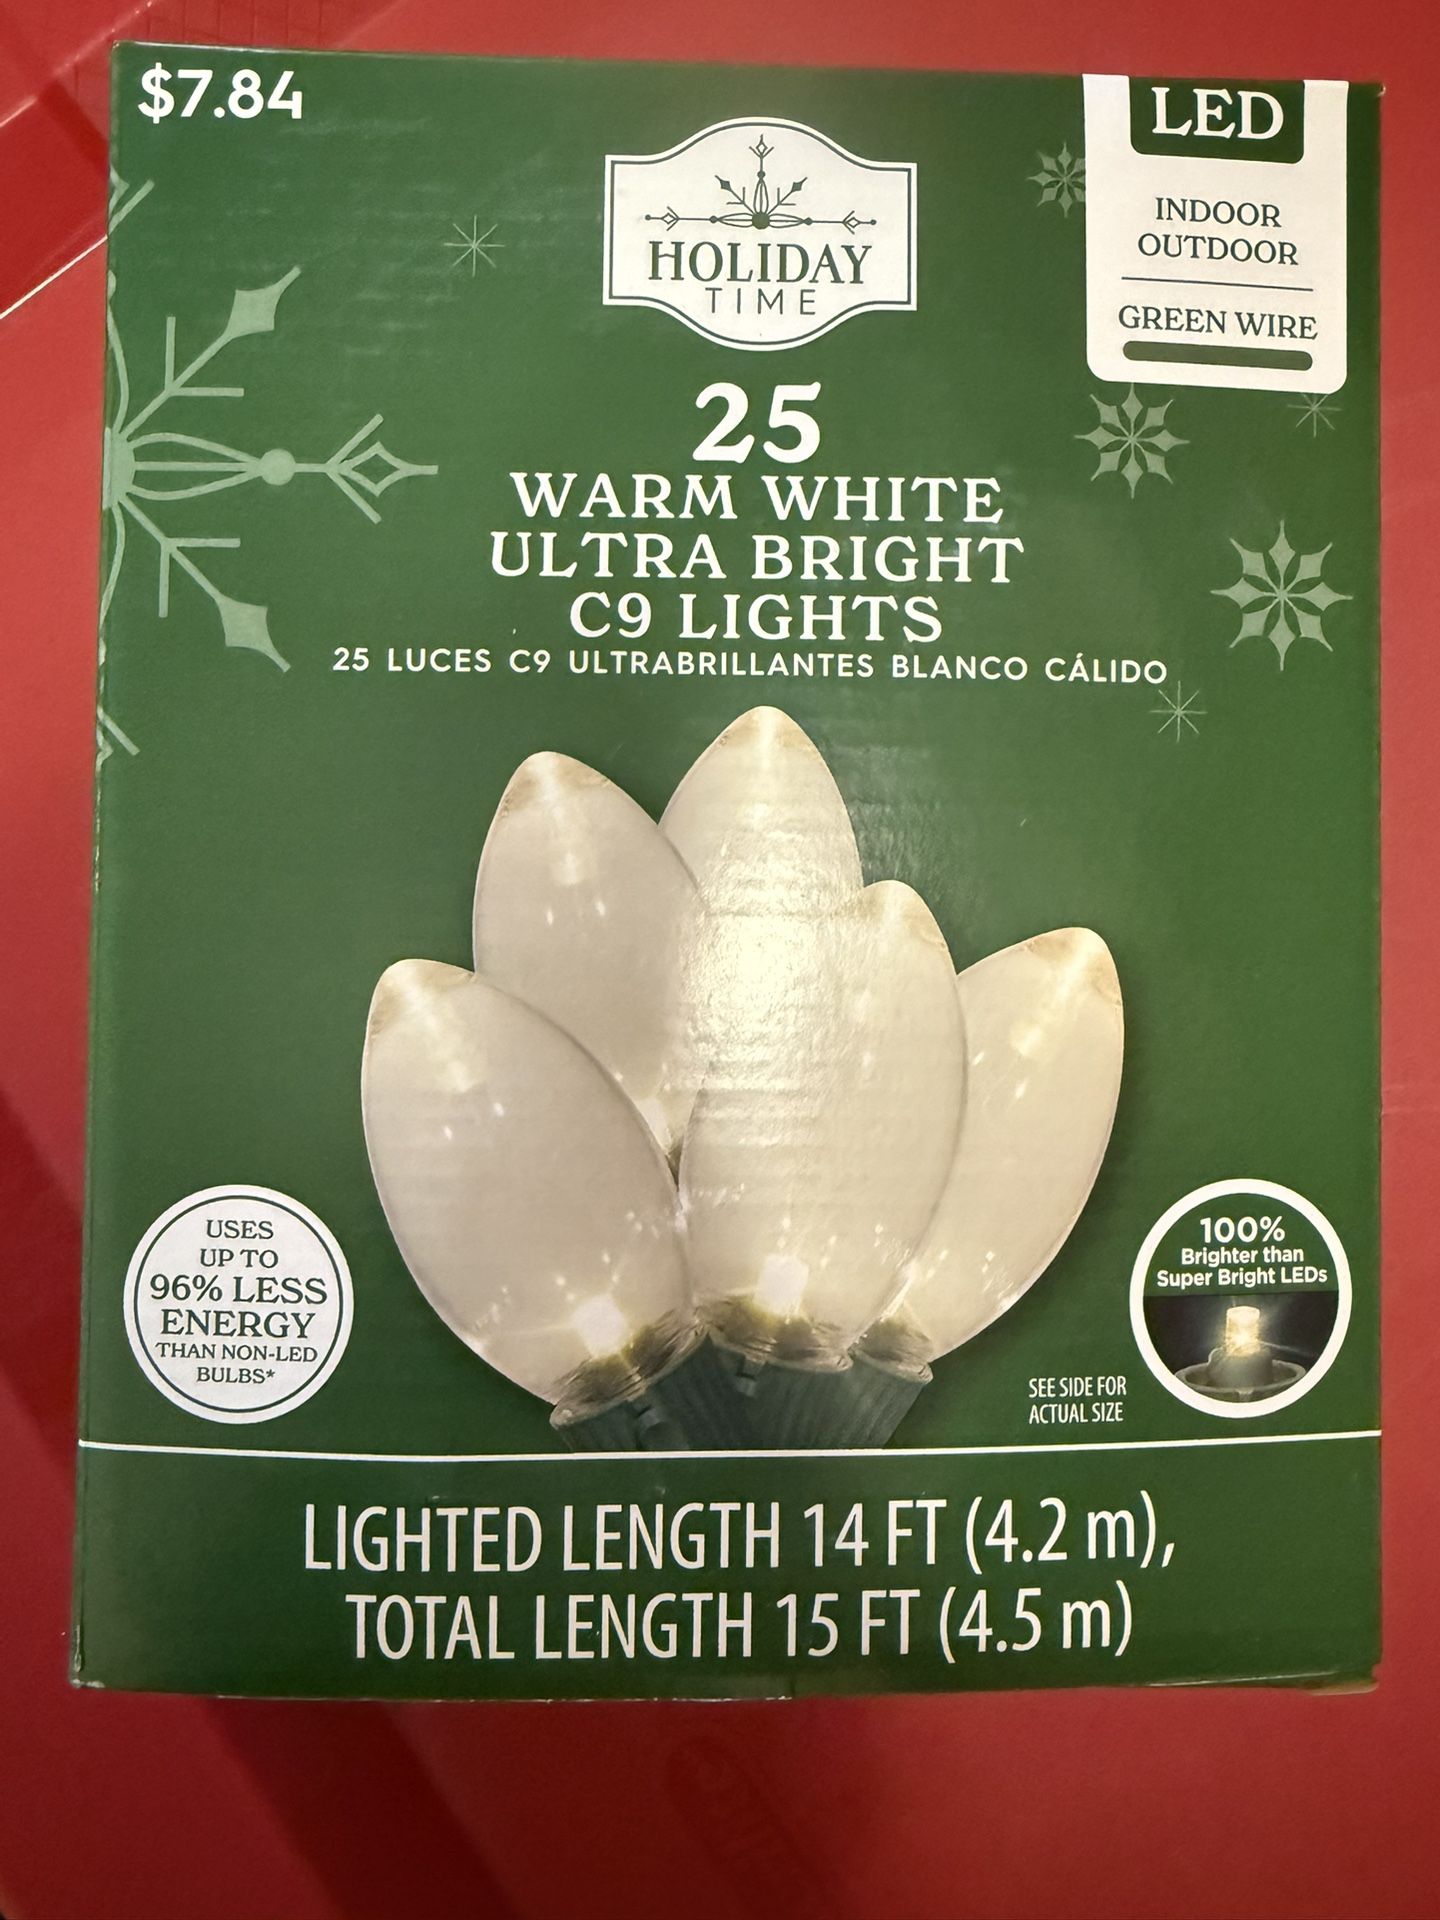 $7.84
LED
INDOOR
OUTDOOR
GREEN WIRE
HOLIDAY
TIME
25
WARM WHITE
ULTRA BRIGHT
C9 LIGHTS
25 LUCES C9 ULTRABRILLANTES BLANCO CÁLIDO
USES
UP TO
96% LESS
ENERGY
THAN NON-LED
BULBS*
100%
Brighter than
Super Bright LEDs
SEE SIDE FOR
ACTUAL SIZE
LIGHTED LENGTH 14 FT (4.2 m),
TOTAL LENGTH 15 FT (4.5 m)